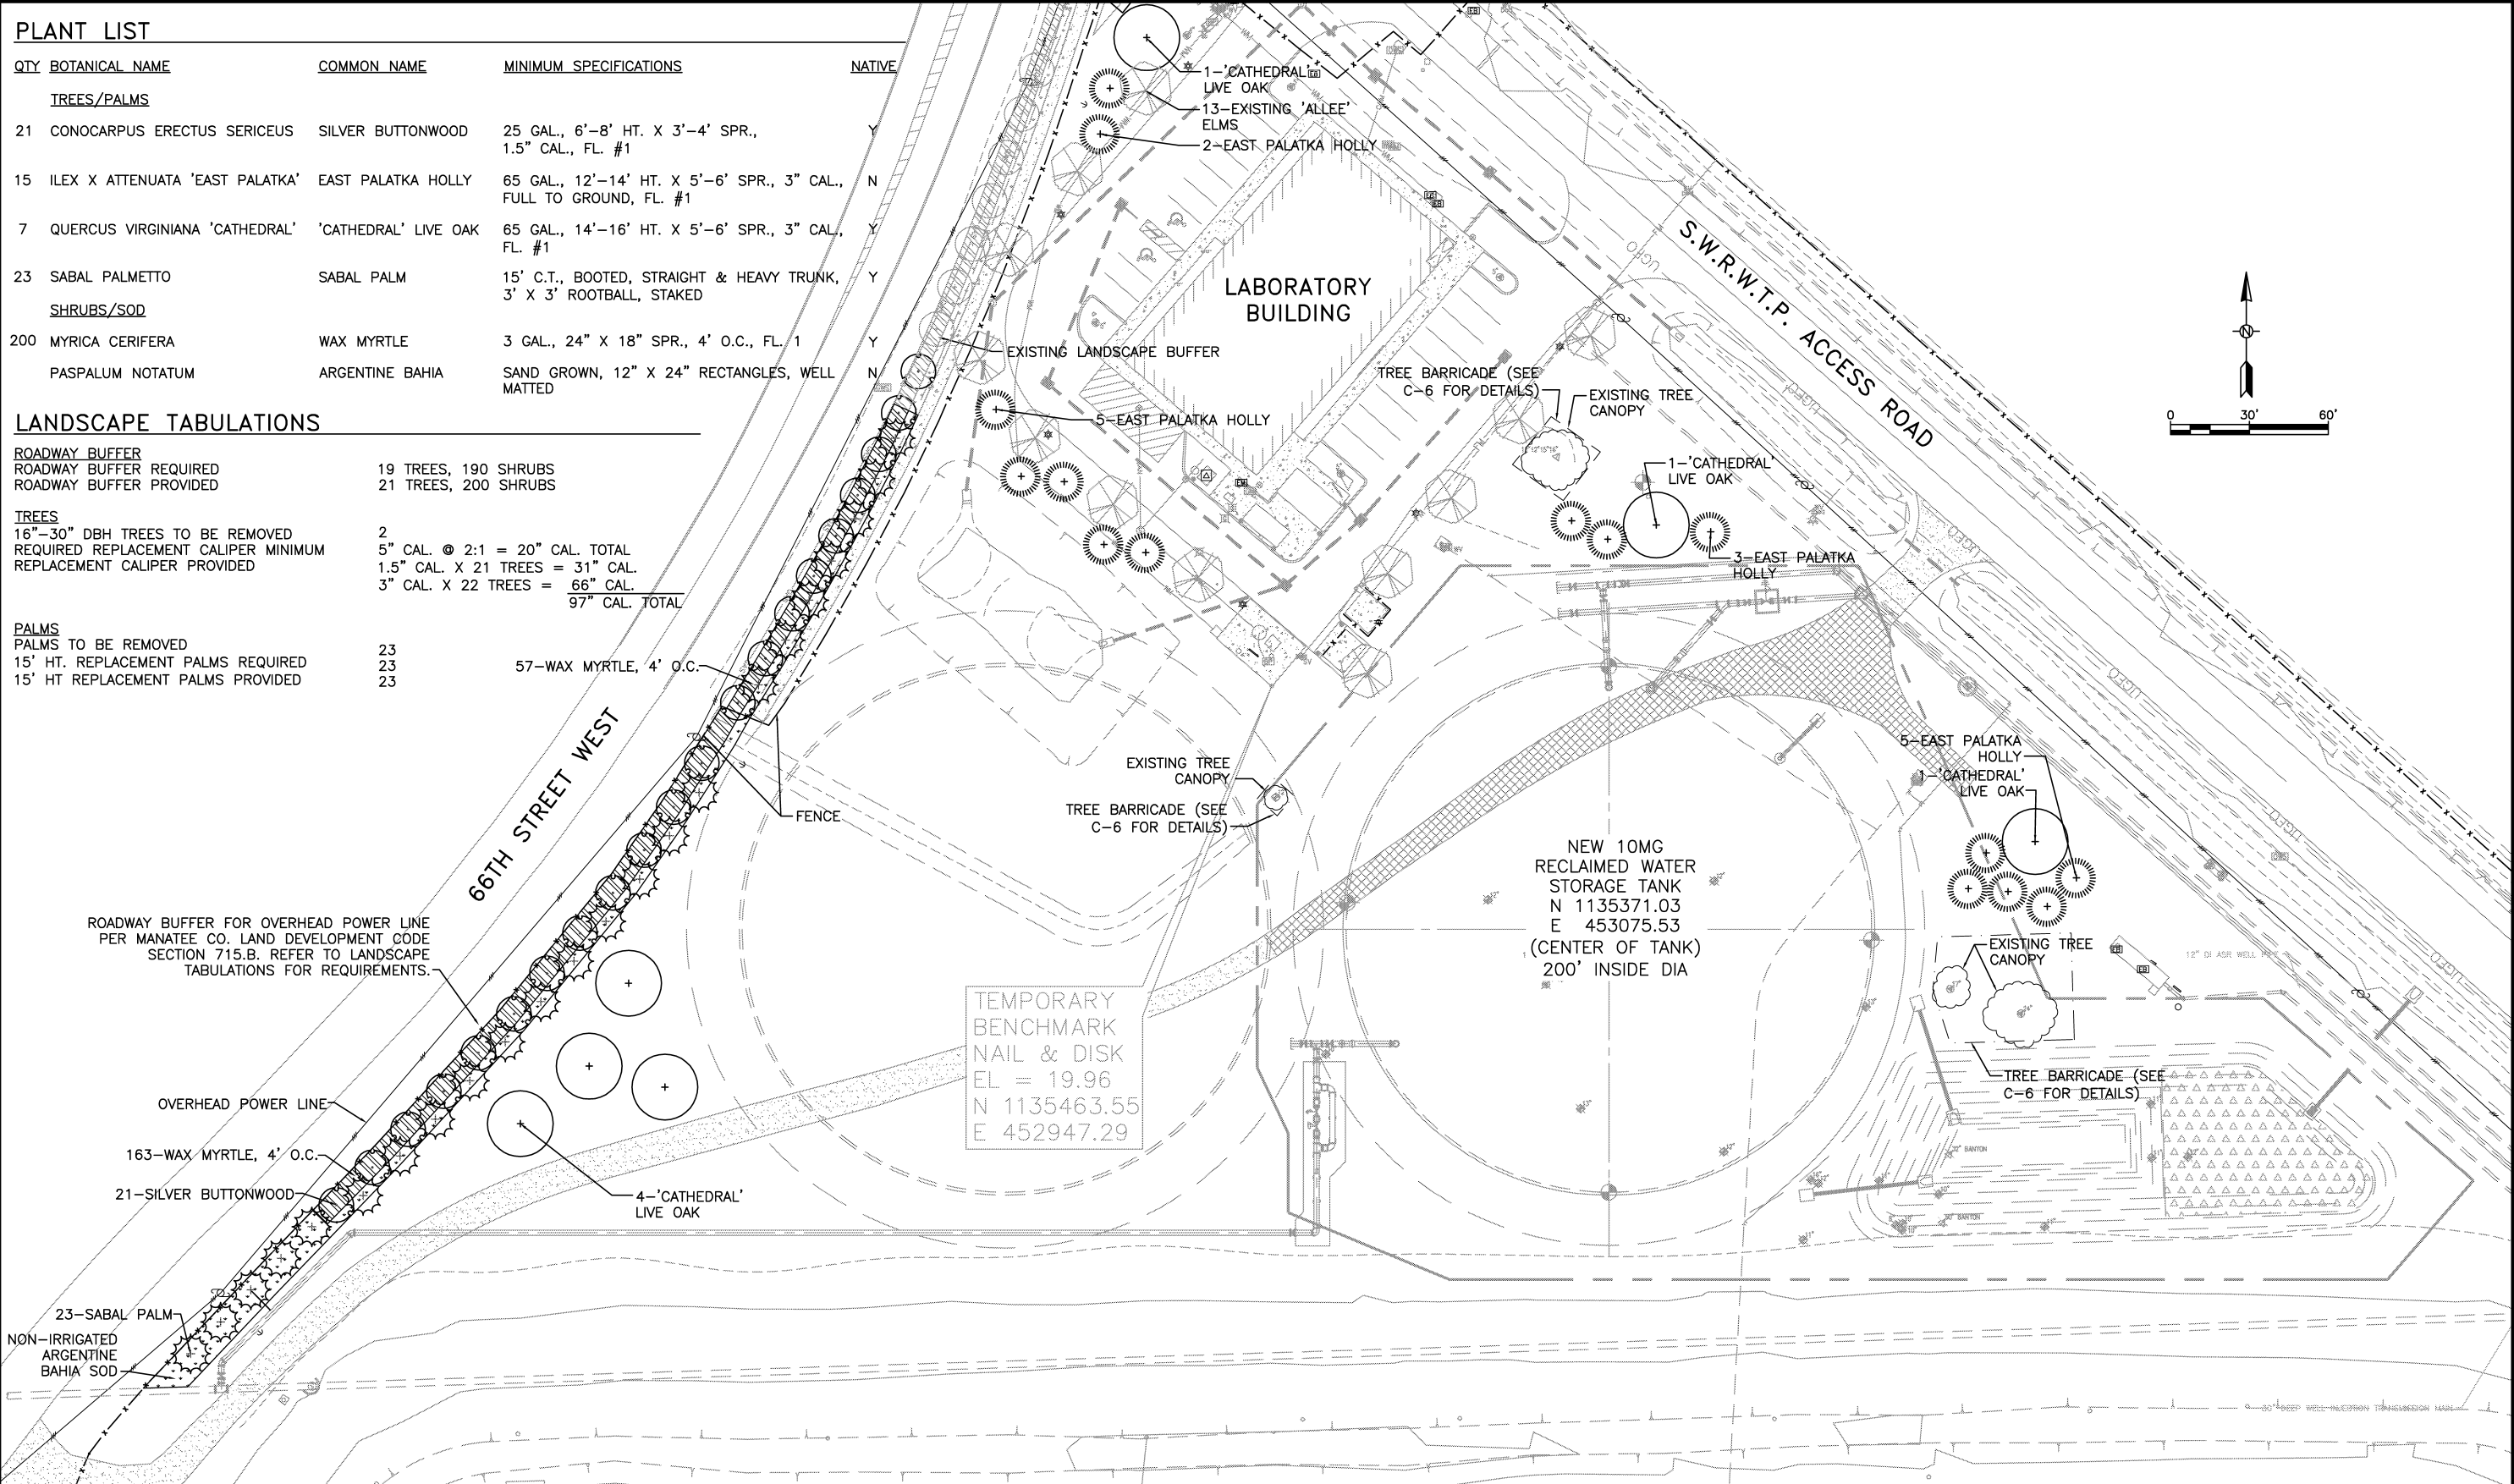 PLANT LIST
QTY BOTANICAL NAME COMMON NAME MINIMUM SPECIFICATIONS NATIVE
TREES/PALMS
21 CONOCARPUS ERECTUS SERICEUS SILVER BUTTONWOOD 25 GAL., 6'-8' HT. X 3'-4' SPR., Y
1.5" CAL., FL. #1
15 ILEX X ATTENUATA 'EAST PALATKA' EAST PALATKA HOLLY 65 GAL., 12'-14' HT. X 5'-6' SPR., 3" CAL., N
FULL TO GROUND, FL. #1
7 QUERCUS VIRGINIANA 'CATHEDRAL' 'CATHEDRAL' LIVE OAK 65 GAL., 14'-16' HT. X 5'-6' SPR., 3" CAL., Y
FL. #1
23 SABAL PALMETTO SABAL PALM 15' C.T., BOOTED, STRAIGHT & HEAVY TRUNK, Y
3' X 3' ROOTBALL, STAKED
SHRUBS/SOD
200 MYRICA CERIFERA WAX MYRTLE 3 GAL., 24" X 18" SPR., 4' O.C., FL. 1 Y
PASPALUM NOTATUM ARGENTINE BAHIA SAND GROWN, 12" X 24" RECTANGLES, WELL N
MATTED
LANDSCAPE TABULATIONS
ROADWAY BUFFER
ROADWAY BUFFER REQUIRED 19 TREES, 190 SHRUBS
ROADWAY BUFFER PROVIDED 21 TREES, 200 SHRUBS
TREES
16"-30" DBH TREES TO BE REMOVED 2
REQUIRED REPLACEMENT CALIPER MINIMUM 5" CAL. @ 2:1 = 20" CAL. TOTAL
REPLACEMENT CALIPER PROVIDED 1.5" CAL. X 21 TREES = 31" CAL.
3" CAL. X 22 TREES = 66" CAL.
97" CAL. TOTAL
PALMS
PALMS TO BE REMOVED 23
15' HT. REPLACEMENT PALMS REQUIRED 23
15' HT REPLACEMENT PALMS PROVIDED 23
57-WAX MYRTLE, 4' O.C.
66TH STREET WEST
FENCE
ROADWAY BUFFER FOR OVERHEAD POWER LINE
PER MANATEE CO. LAND DEVELOPMENT CODE
SECTION 715.B. REFER TO LANDSCAPE
TABULATIONS FOR REQUIREMENTS.
OVERHEAD POWER LINE
163-WAX MYRTLE, 4' O.C.
21-SILVER BUTTONWOOD
23-SABAL PALM
NON-IRRIGATED
ARGENTINE
BAHIA SOD
4-'CATHEDRAL'
LIVE OAK
1-'CATHEDRAL'
LIVE OAK
13-EXISTING 'ALLEE'
ELMS
2-EAST PALATKA HOLLY
LABORATORY
BUILDING
EXISTING LANDSCAPE BUFFER
5-EAST PALATKA HOLLY
TREE BARRICADE (SEE
C-6 FOR DETAILS)
EXISTING TREE
CANOPY
1-'CATHEDRAL'
LIVE OAK
3-EAST PALATKA
HOLLY
S.W.R.W.T.P. ACCESS ROAD
UGFO
UGFO
UGFO
UGFO
UGFO
UGFO
N
0 30' 60'
EXISTING TREE
CANOPY
TREE BARRICADE (SEE
C-6 FOR DETAILS)
5-EAST PALATKA
HOLLY
1-'CATHEDRAL'
LIVE OAK
NEW 10MG
RECLAIMED WATER
STORAGE TANK
N 1135371.03
E 453075.53
(CENTER OF TANK)
200' INSIDE DIA
TEMPORARY
BENCHMARK
NAIL & DISK
EL = 19.96
N 1135463.55
E 452947.29
EXISTING TREE
CANOPY
12" DI ASR WELL PIPE
TREE BARRICADE (SEE
C-6 FOR DETAILS)
30" DEEP WELL INJECTION TRANSMISSION MAIN